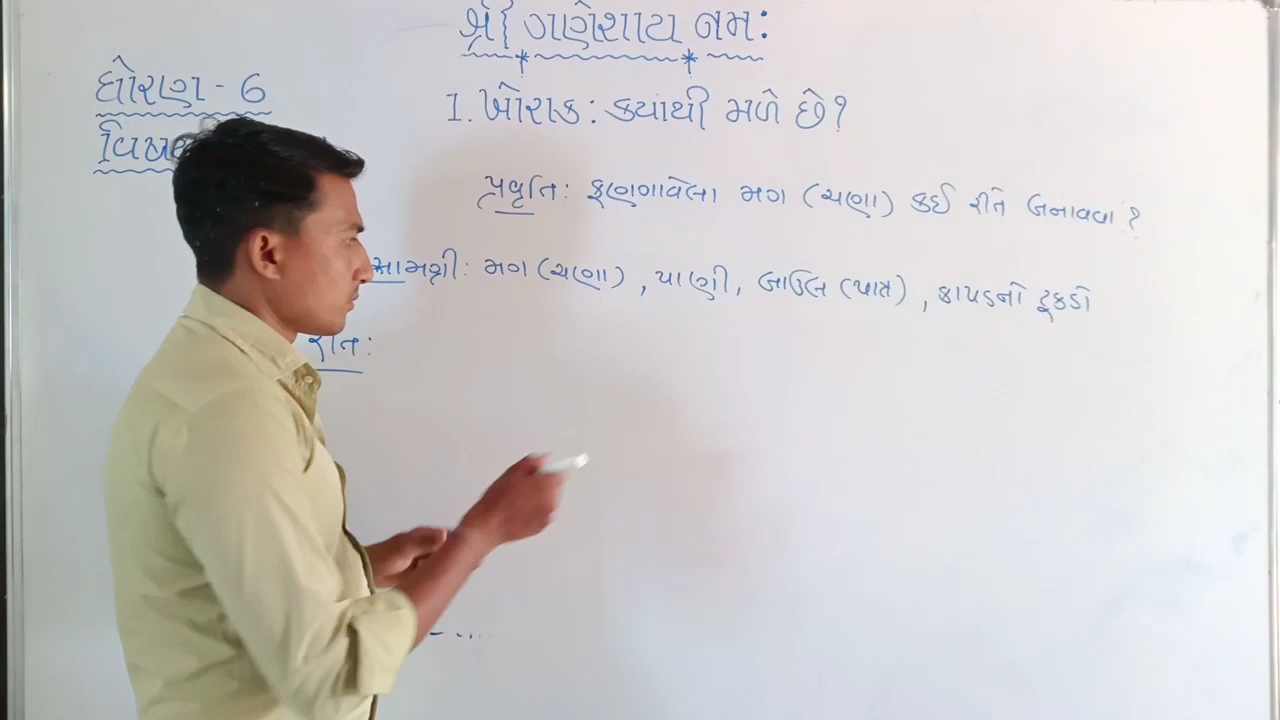 શ્રી ગણેશાય નમઃ
ધોરણ - 6
1. ખોરાક : ક્યાંથી મળે છે?
પ્રવૃતિ : ફણગાવેલા મગ (ચણા) કઈ રીતે બનાવવા ?
સામગ્રી : મગ (ચણા) , પાણી, બાઉલ (પાત્ર) , કાપડનો ટૂકડો
રીત :